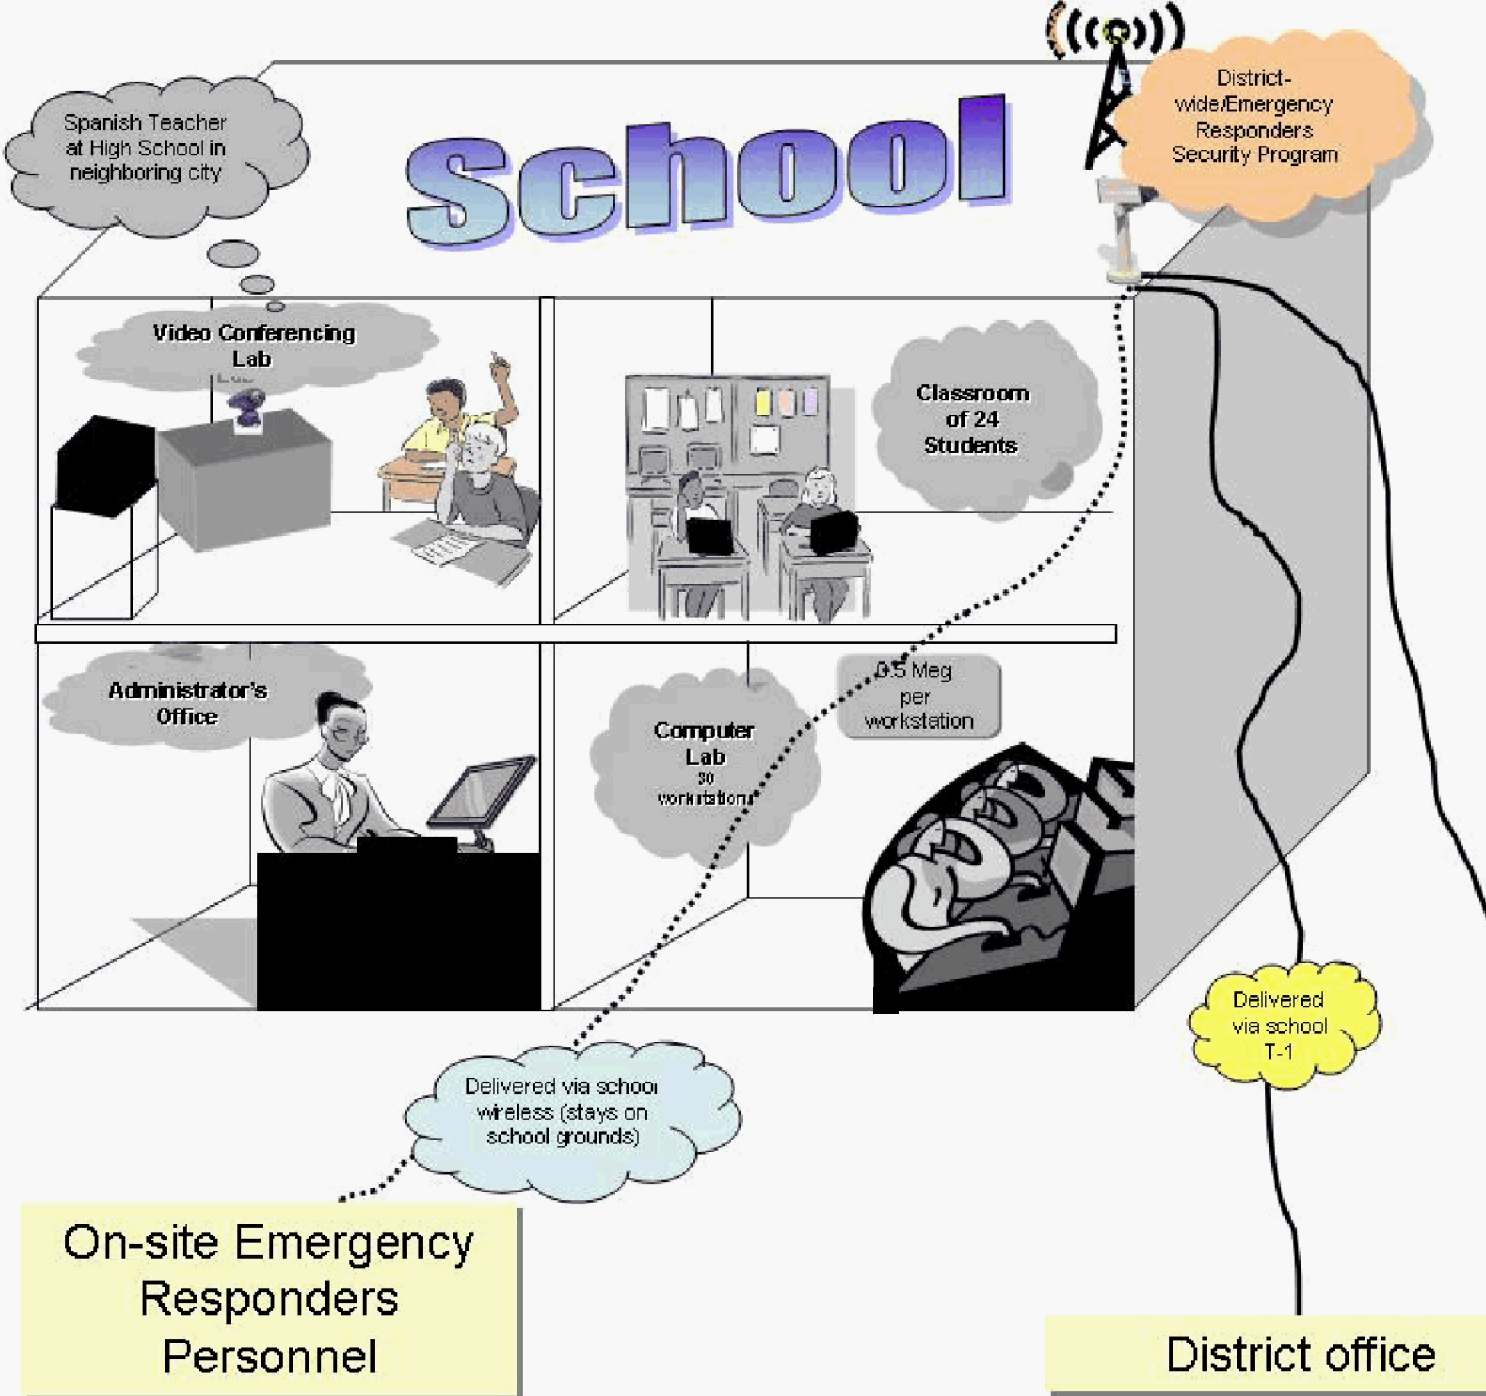 School
District-
wide/Emergency
Responders
Security Program
Spanish Teacher
at High School in
neighboring city
Video Conferencing
Lab
Classroom
of 24
Students
Administrator's
Office
Computer
Lab
30
workstations
0.5 Meg
per
workstation
Delivered
via school
T-1
Delivered via school
wireless (stays on
school grounds)
On-site Emergency
Responders
Personnel
District office